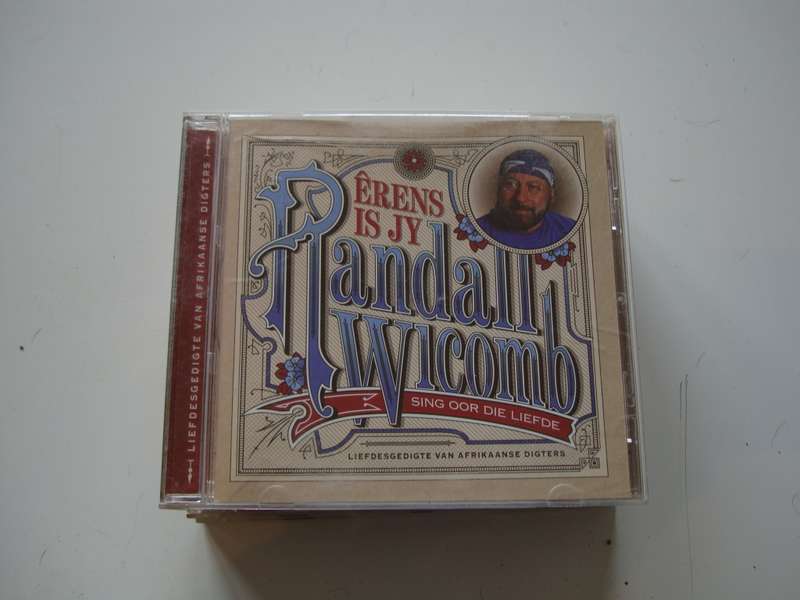 LIEFDESGEDIGTE VAN AFRIKAANSE DIGTERS
ÊRENS
IS JY
Randall
Wicomb
SING OOR DIE LIEFDE
LIEFDESGEDIGTE VAN AFRIKAANSE DIGTERS